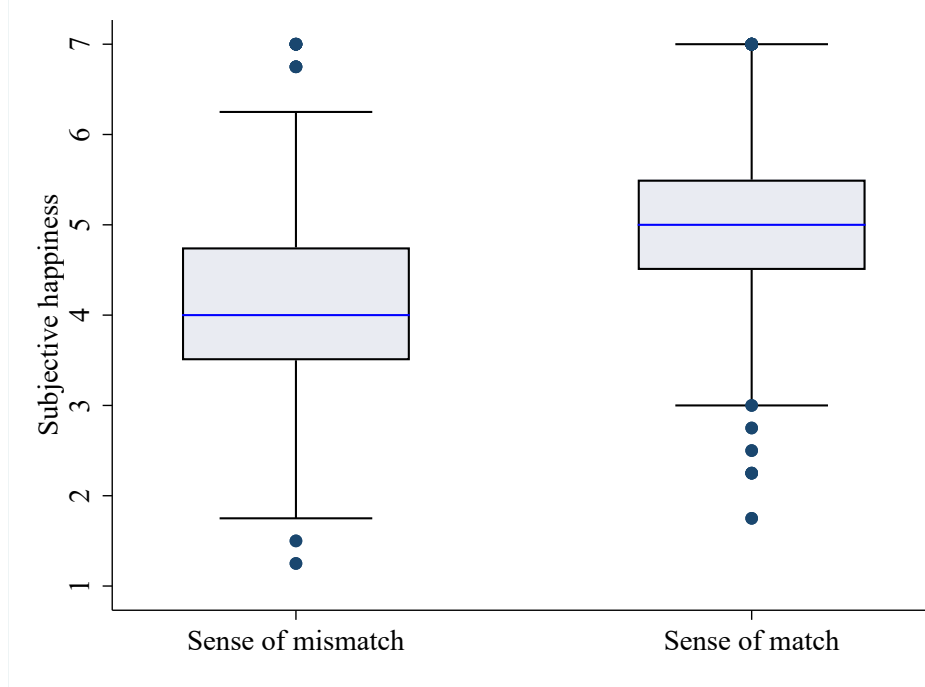 Subjective happiness
7
6
5
4
3
2
1
Sense of mismatch
Sense of match